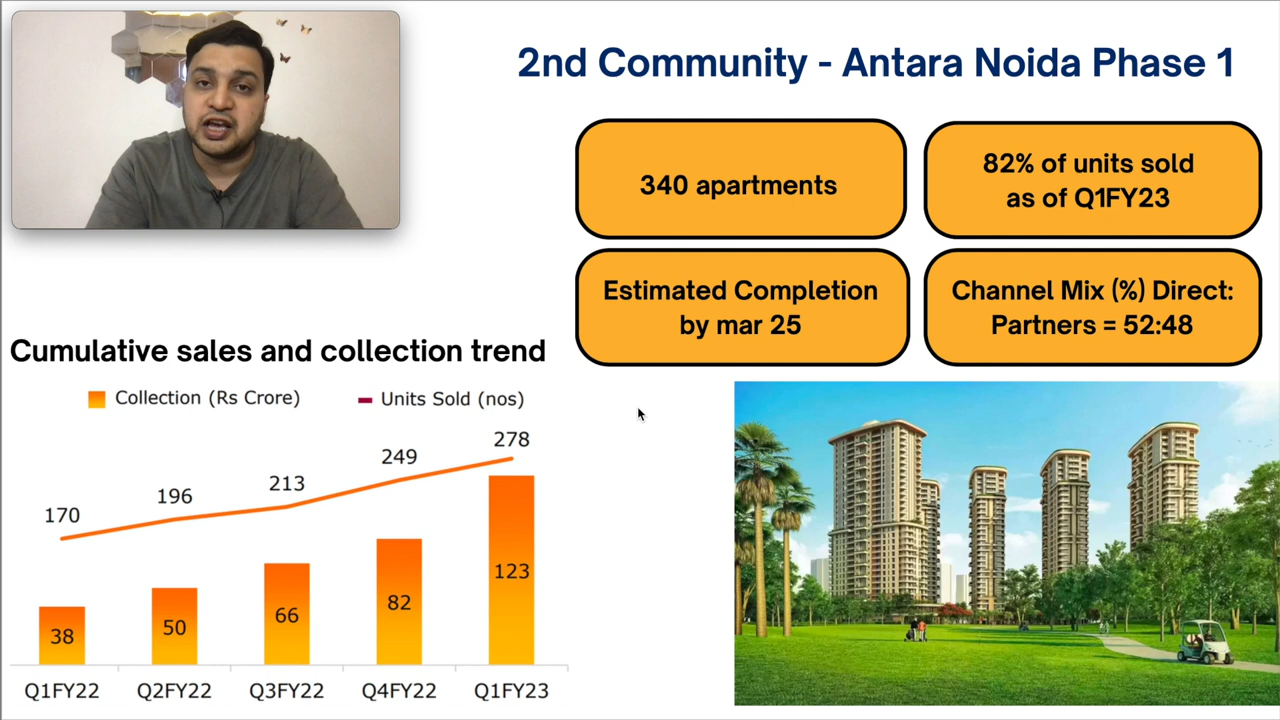 2nd Community - Antara Noida Phase 1
340 apartments
82% of units sold
as of Q1FY23
Estimated Completion
by mar 25
Channel Mix (%) Direct:
Partners = 52:48
Cumulative sales and collection trend
Collection (Rs Crore)
Units Sold (nos)
170
196
213
249
278
38
50
66
82
123
Q1FY22
Q2FY22
Q3FY22
Q4FY22
Q1FY23